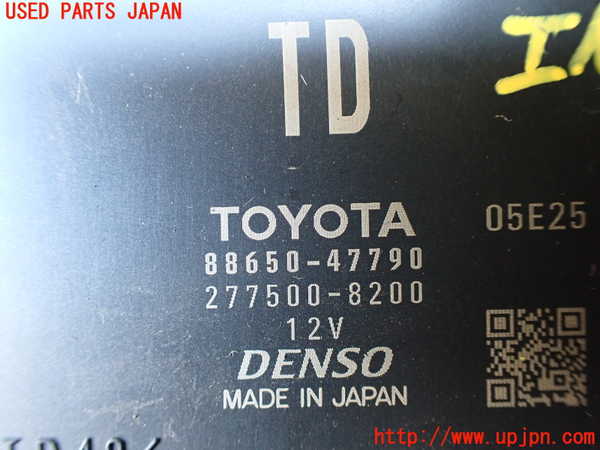 USED PARTS JAPAN
TD
TOYOTA 05E25
88650-47790
277500-8200
12V
DENSO
MADE IN JAPAN
http://www.upjpn.com/